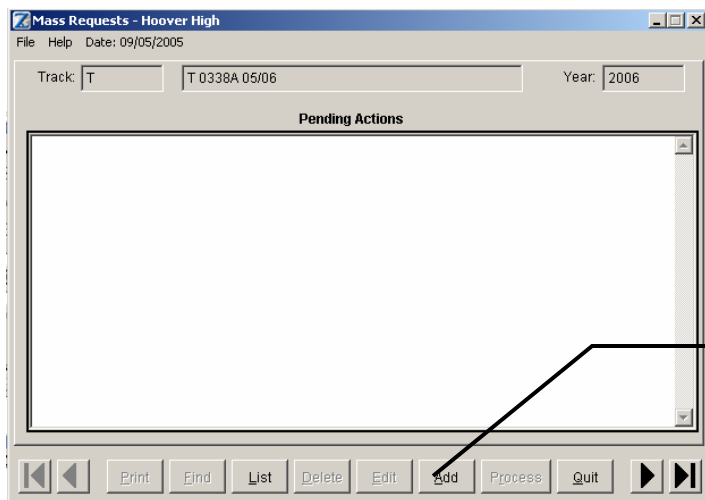 Mass Requests - Hoover High
File Help Date: 09/05/2005
Track: T T 0338A 05/06 Year: 2006
Pending Actions
Print Find List Delete Edit Add Process Quit